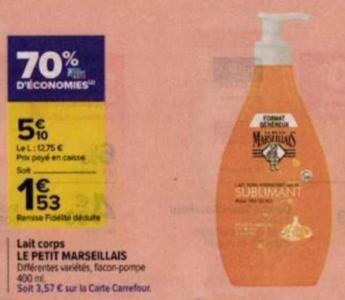 70%
D'ÉCONOMIES
5€10
Le L : 12,75 €
Prix payé en caisse
Soit
1€53
Remise Fidélité déduite
Lait corps
LE PETIT MARSEILLAIS
Différentes variétés, flacon-pompe
400 ml.
Soit 3,57 € sur la Carte Carrefour.
FORMAT
GÉNÉREUX
LE PETIT
MARSEILLAIS
SUBLIMANT